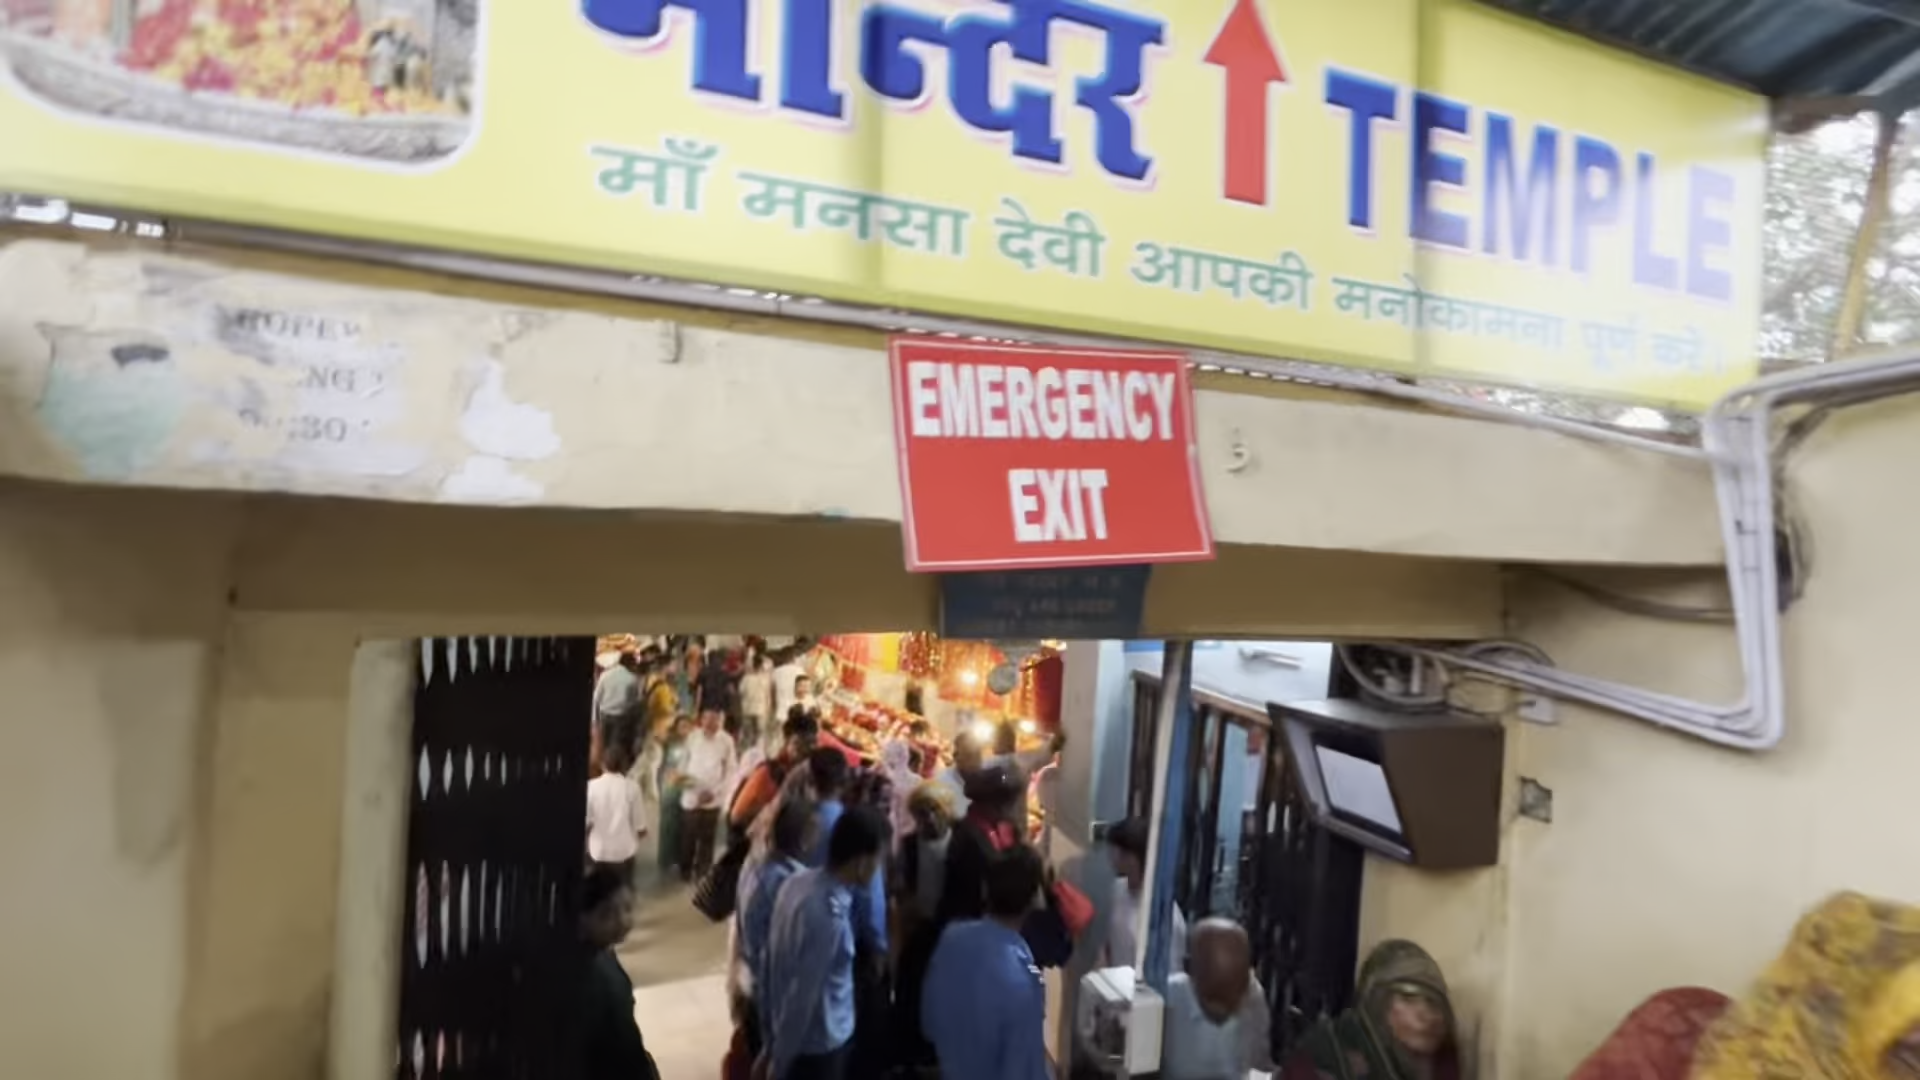 मन्दिर TEMPLE
माँ मनसा देवी आपकी मनोकामना पूर्ण करें।
EMERGENCY
EXIT